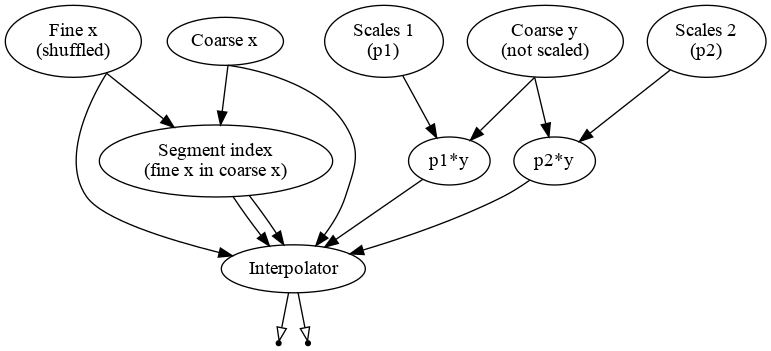 Fine x
(shuffled)
Coarse x
Scales 1
(p1)
Coarse y
(not scaled)
Scales 2
(p2)
Segment index
(fine x in coarse x)
p1*y
p2*y
Interpolator